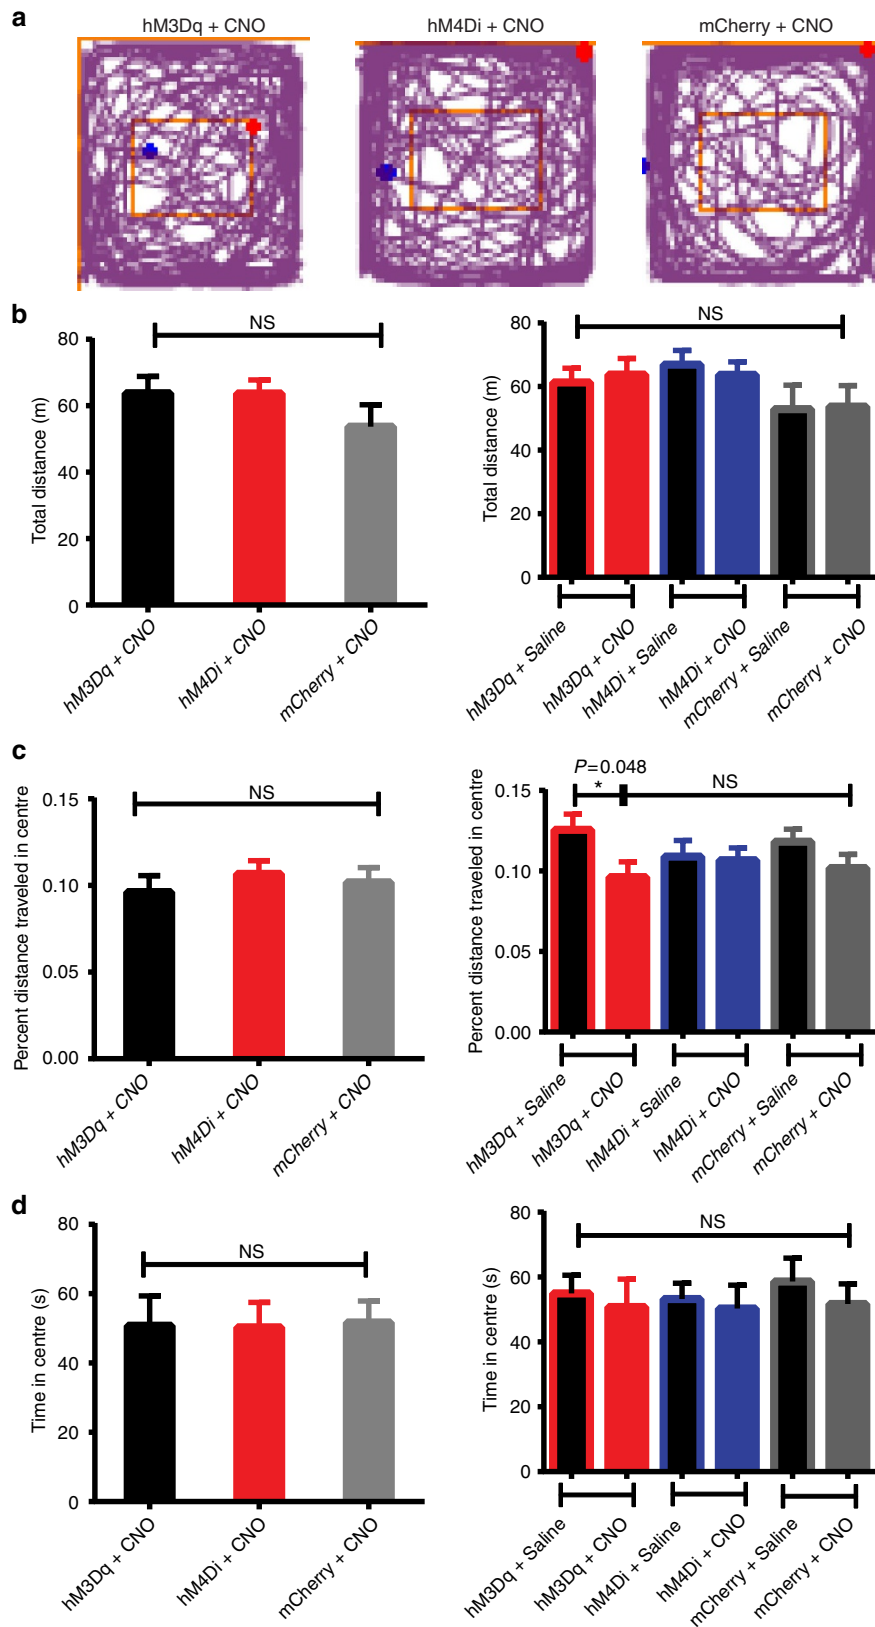 a
hM3Dq + CNO
hM4Di + CNO
mCherry + CNO
b
NS
Total distance (m)
80
60
40
20
0
hM3Dq + CNO
hM4Di + CNO
mCherry + CNO
NS
Total distance (m)
80
60
40
20
0
hM3Dq + Saline
hM3Dq + CNO
hM4Di + Saline
hM4Di + CNO
mCherry + Saline
mCherry + CNO
c
NS
Percent distance traveled in centre
0.15
0.10
0.05
0.00
hM3Dq + CNO
hM4Di + CNO
mCherry + CNO
P=0.048
*
NS
Percent distance traveled in centre
0.15
0.10
0.05
0.00
hM3Dq + Saline
hM3Dq + CNO
hM4Di + Saline
hM4Di + CNO
mCherry + Saline
mCherry + CNO
d
NS
Time in centre (s)
80
60
40
20
0
hM3Dq + CNO
hM4Di + CNO
mCherry + CNO
NS
Time in centre (s)
80
60
40
20
0
hM3Dq + Saline
hM3Dq + CNO
hM4Di + Saline
hM4Di + CNO
mCherry + Saline
mCherry + CNO